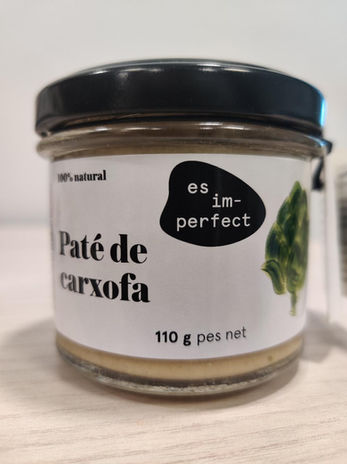 100% natural
es
im-
perfect
Paté de
carxofa
110 g pes net